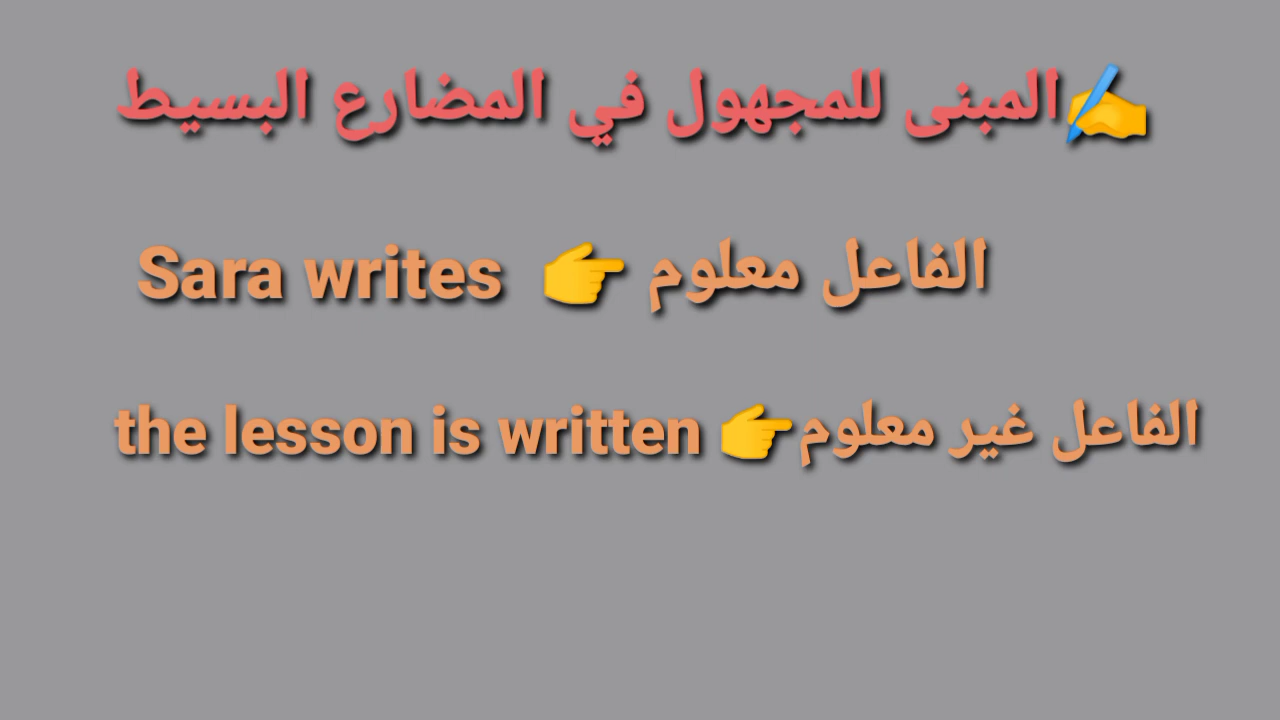 ✍المبنى للمجهول في المضارع البسيط
Sara writes 👉 الفاعل معلوم
the lesson is written 👉الفاعل غير معلوم